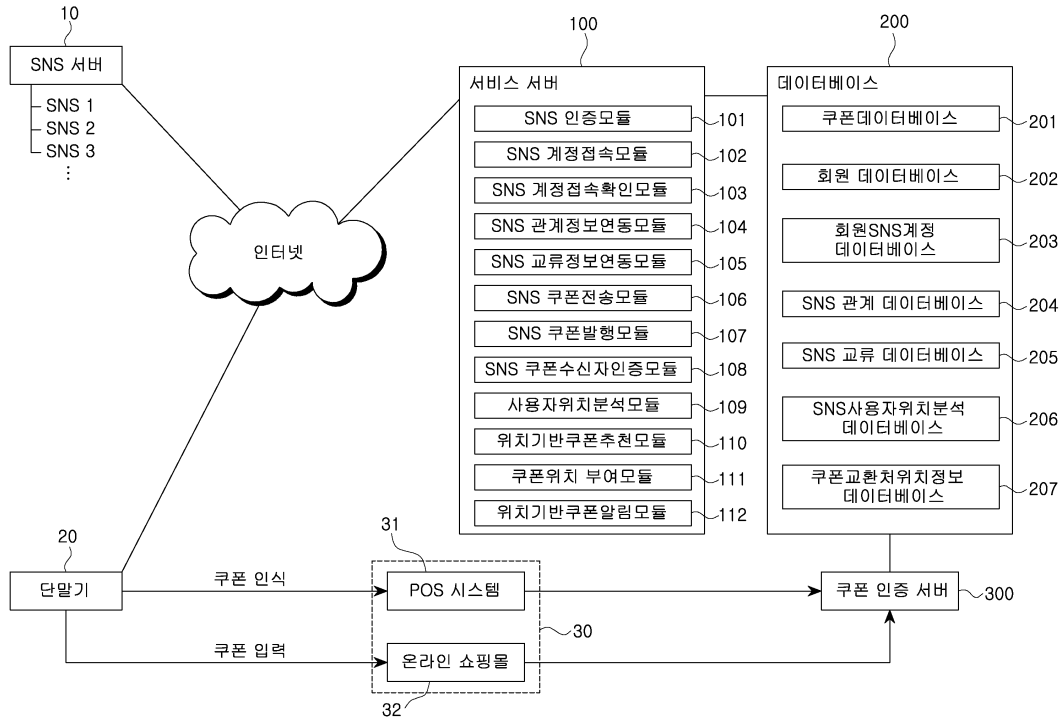 10
SNS 서버
SNS 1
SNS 2
SNS 3
⋮
인터넷
100
서비스 서버
SNS 인증모듈
101
SNS 계정접속모듈
102
SNS 계정접속확인모듈
103
SNS 관계정보연동모듈
104
SNS 교류정보연동모듈
105
SNS 쿠폰전송모듈
106
SNS 쿠폰발행모듈
107
SNS 쿠폰수신자인증모듈
108
사용자위치분석모듈
109
위치기반쿠폰추천모듈
110
쿠폰위치 부여모듈
111
위치기반쿠폰알림모듈
112
200
데이터베이스
쿠폰데이터베이스
201
회원 데이터베이스
202
회원SNS계정
데이터베이스
203
SNS 관계 데이터베이스
204
SNS 교류 데이터베이스
205
SNS사용자위치분석
데이터베이스
206
쿠폰교환처위치정보
데이터베이스
207
20
단말기
쿠폰 인식
쿠폰 입력
31
POS 시스템
30
온라인 쇼핑몰
32
쿠폰 인증 서버
300